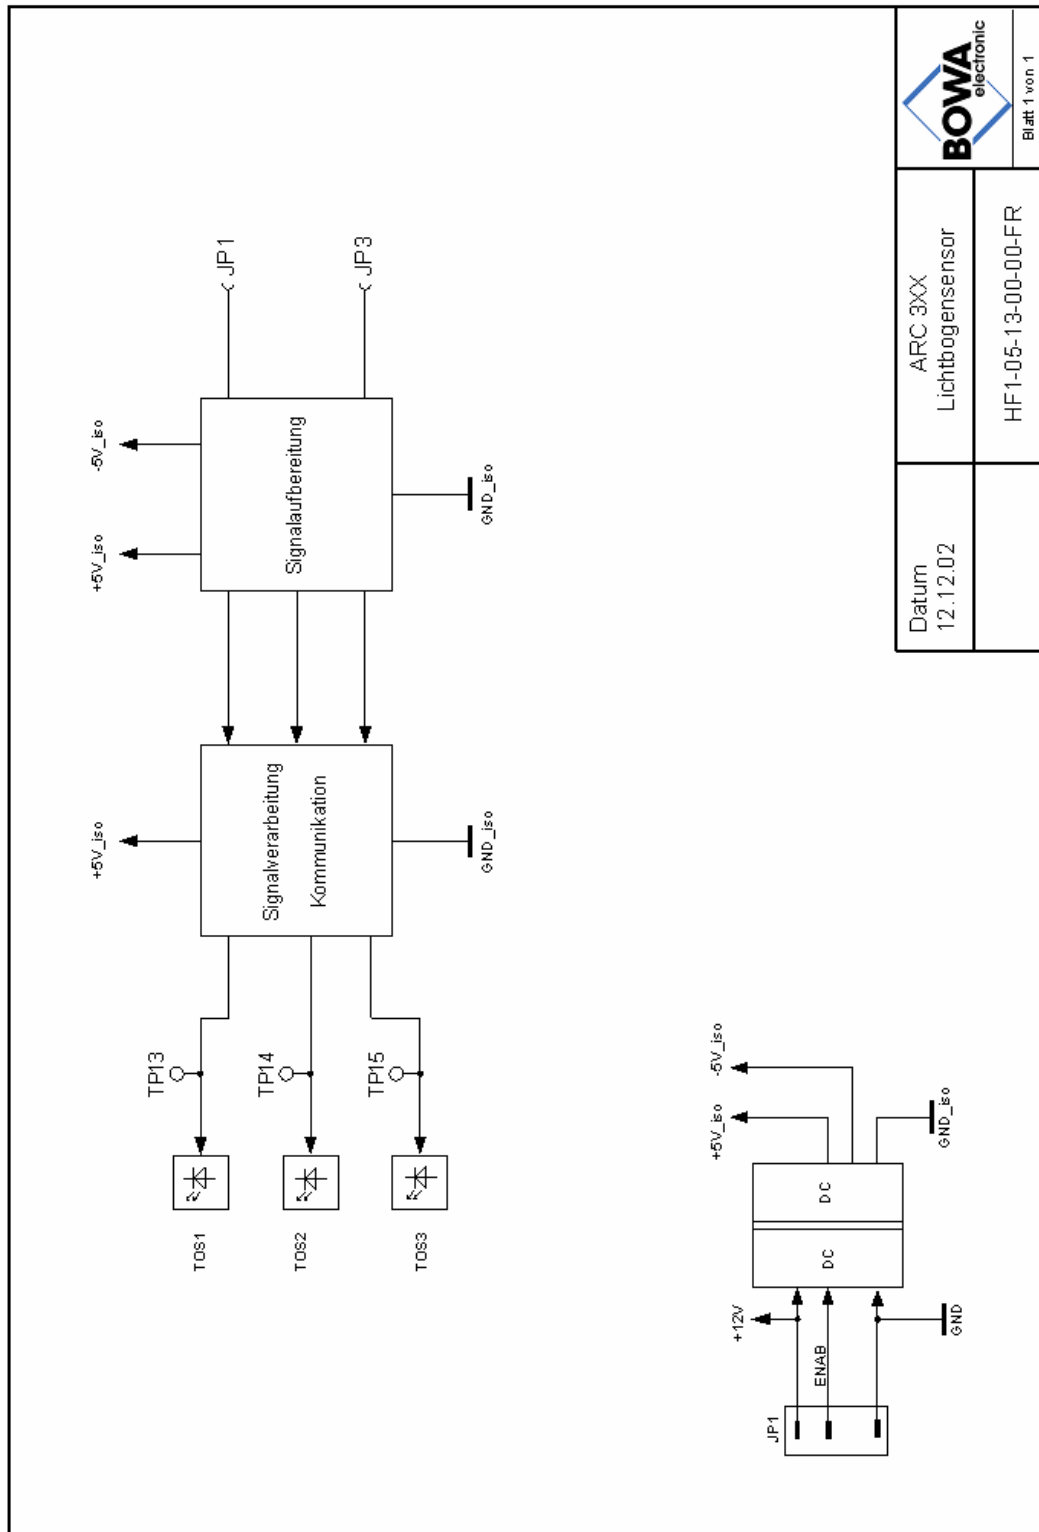 TOS1
TOS2
TOS3
TP13
TP14
TP15
+5V_iso
Signalverarbeitung
Kommunikation
GND_iso
+5V_iso
-5V_iso
Signalaufbereitung
GND_iso
JP1
JP3
JP1
+12V
ENAB
GND
DC
DC
+5V_iso
-5V_iso
GND_iso
Datum
12.12.02
ARC 3XX
Lichtbogensensor
HF1-05-13-00-00-FR
BOWA
electronic
Blatt 1 von 1